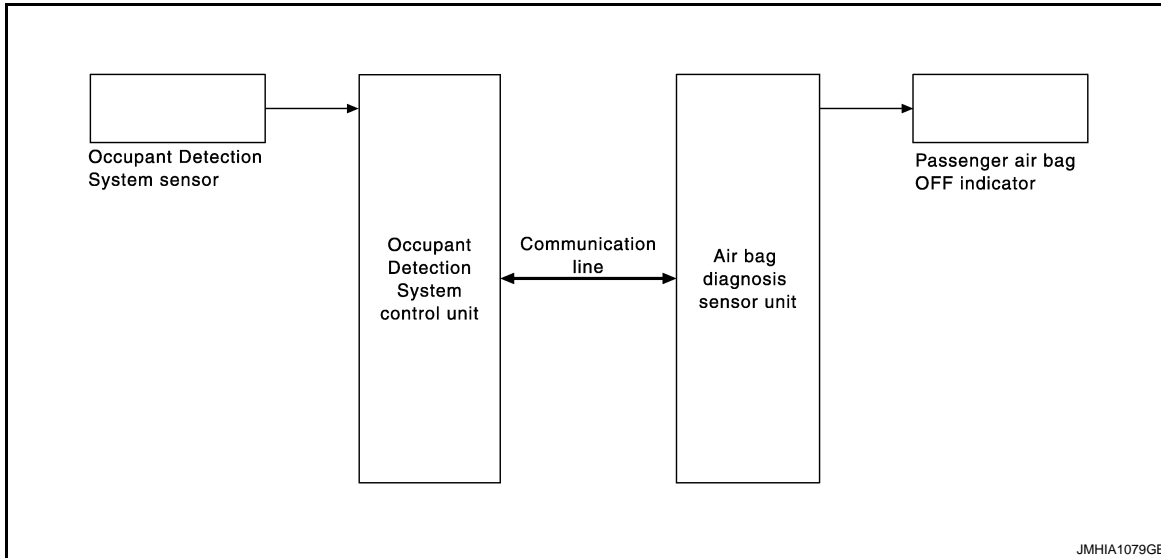 Occupant Detection
System sensor
Occupant
Detection
System
control unit
Communication
line
Air bag
diagnosis
sensor unit
Passenger air bag
OFF indicator
JMHIA1079GB